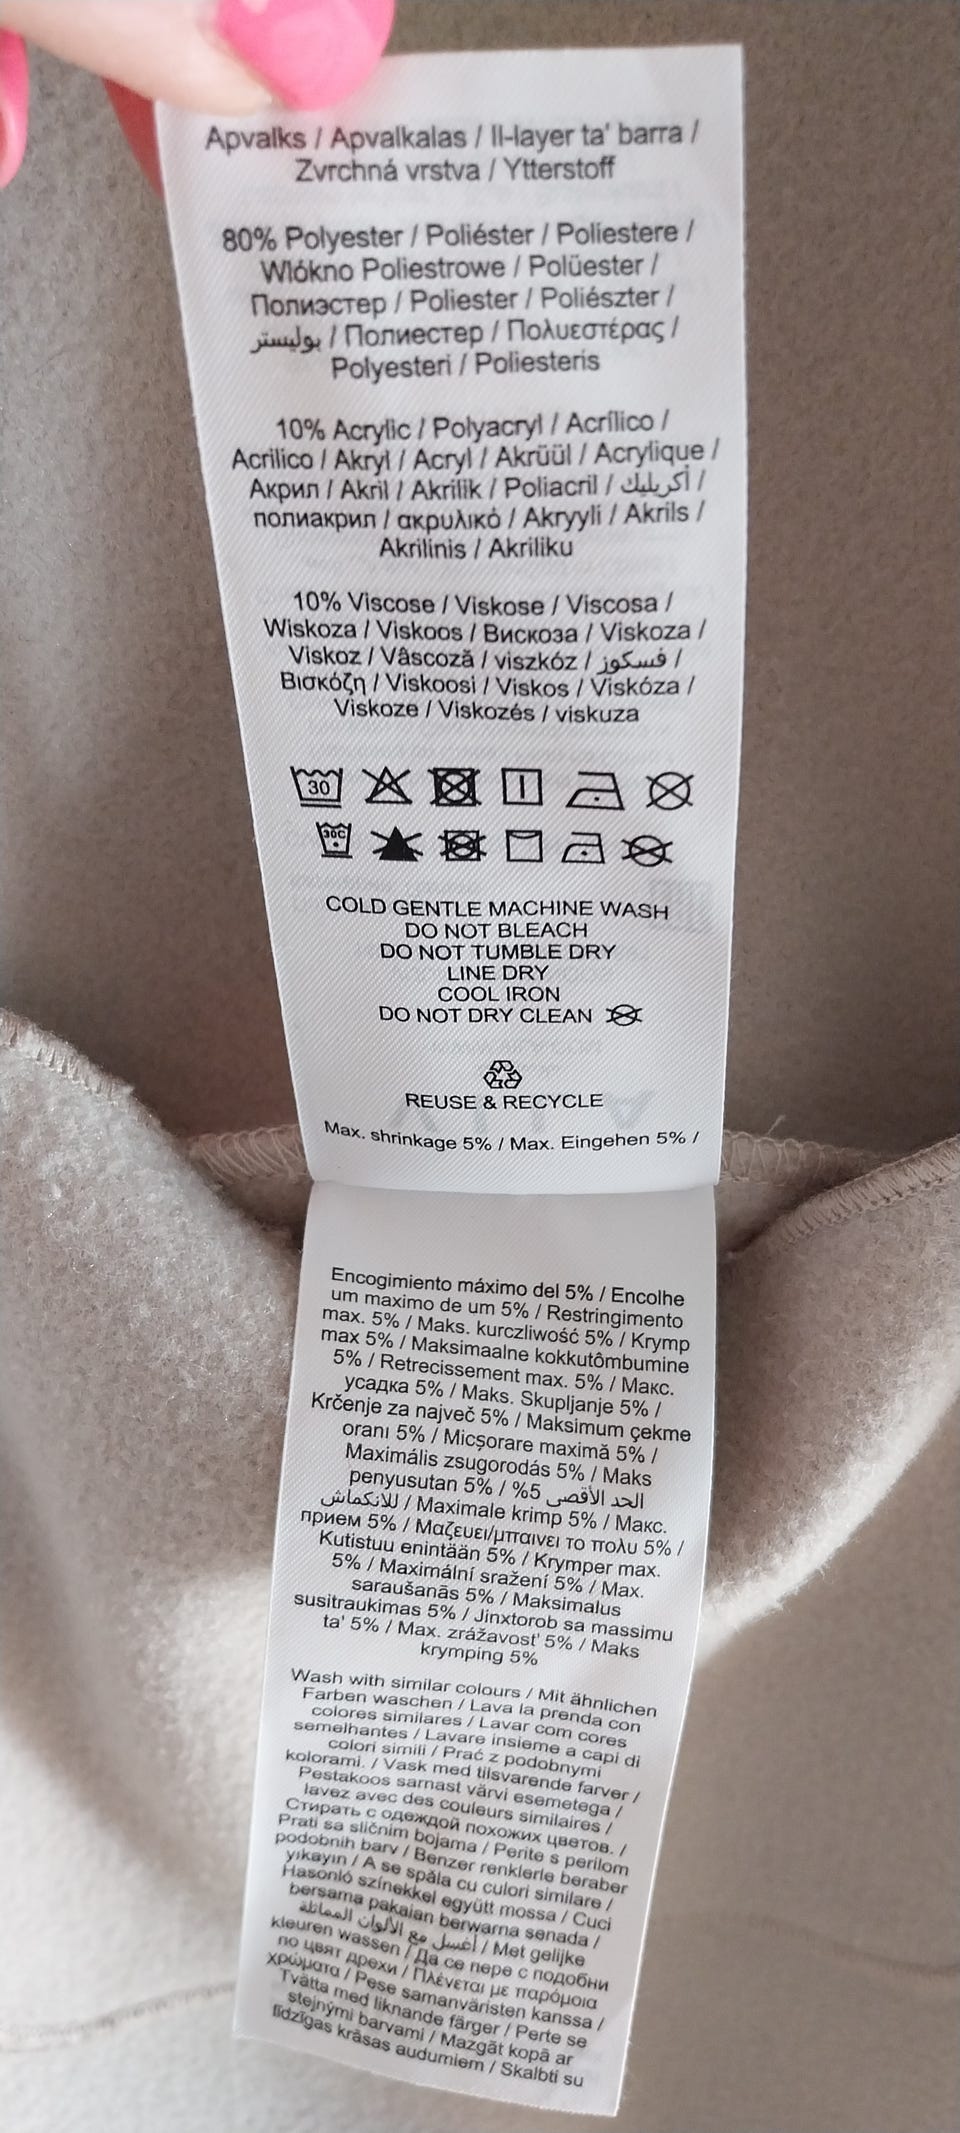 Apvalks / Apvalkalas / Il-layer ta' barra /
Zvrchná vrstva / Ytterstoff
80% Polyester / Poliéster / Poliestere /
Wlókno Poliestrowe / Polüester /
Полиэстер / Poliester / Poliészter /
بوليستر / Полиестер / Πολυεστέρας /
Polyesteri / Poliesteris
10% Acrylic / Polyacryl / Acrílico /
Acrilico / Akryl / Acryl / Akrüül / Acrylique /
Акрил / Akril / Akrilik / Poliacril / أكريليك /
полиакрил / ακρυλικό / Akryyli / Akrils /
Akrilinis / Akriliku
10% Viscose / Viskose / Viscosa /
Wiskoza / Viskoos / Вискоза / Viskoza /
Viskoz / Vâscoză / viszkóz / فسكوز /
Βισκόζη / Viskoosi / Viskos / Viskóza /
Viskoze / Viskozés / viskuza
30
30C
COLD GENTLE MACHINE WASH
DO NOT BLEACH
DO NOT TUMBLE DRY
LINE DRY
COOL IRON
DO NOT DRY CLEAN
REUSE & RECYCLE
Max. shrinkage 5% / Max. Eingehen 5% /
Encogimiento máximo del 5% / Encolhe
um maximo de um 5% / Restringimento
max. 5% / Maks. kurczliwość 5% / Krymp
max 5% / Maksimaalne kokkutômbumine
5% / Retrecissement max. 5% / Макс.
усадка 5% / Maks. Skupljanje 5% /
Krčenje za največ 5% / Maksimum çekme
oranı 5% / Micşorare maximă 5% /
Maximális zsugorodás 5% / Maks
penyusutan 5% / %5 الحد الأقصى
للانكماش / Maximale krimp 5% / Макс.
прием 5% / Μαζευει/μπαινει το πολυ 5% /
Kutistuu enintään 5% / Krymper max.
5% / Maximální sražení 5% / Max.
saraušanās 5% / Maksimalus
susitraukimas 5% / Jinxtorob sa massimu
ta' 5% / Max. zrážavosť 5% / Maks
krymping 5%
Wash with similar colours / Mit ähnlichen
Farben waschen / Lava la prenda con
colores similares / Lavar com cores
semelhantes / Lavare insieme a capi di
colori simili / Prać z podobnymi
kolorami. / Vask med tilsvarende farver /
Pestakoos sarnast värvi esemetega /
lavez avec des couleurs similaires /
Стирать с одеждой похожих цветов. /
Prati sa sličnim bojama / Perite s perilom
podobnih barv / Benzer renklerle beraber
yıkayın / A se spăla cu culori similare /
Hasonló színekkel együtt mossa / Cuci
bersama pakaian berwarna senada /
أغسل مع الألوان المماثلة / Met gelijke
kleuren wassen / Да се пере с подобни
по цвят дрехи / Πλένεται με παρόμοια
χρώματα / Pese samanväristen kanssa /
Tvätta med liknande färger / Perte se
stejnými barvami / Mazgāt kopā ar
līdzīgas krāsas audumiem / Skalbti su